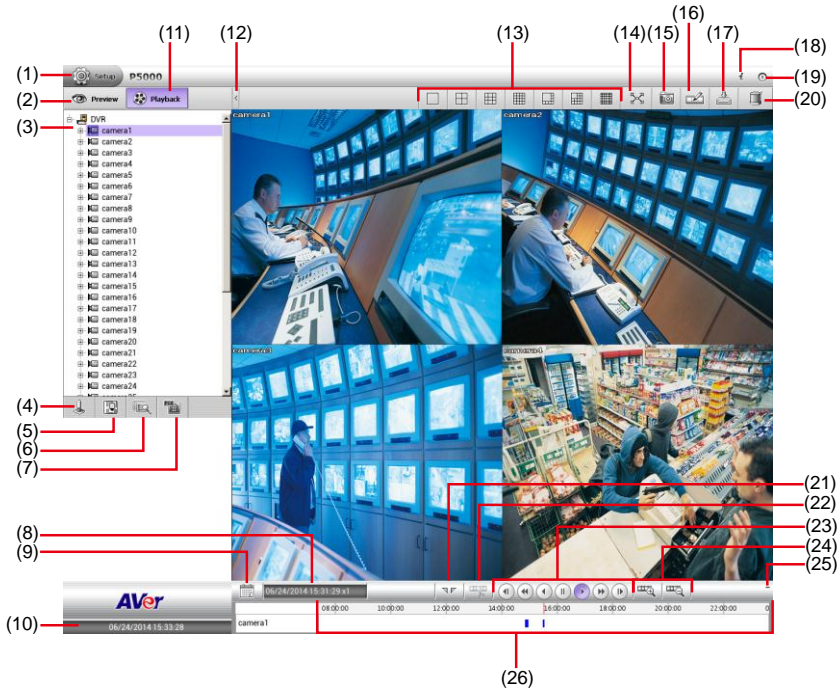 (11)
(12)
(13)
(14)
(15)
(16)
(17)
(18)
(1)
Setup
P5000
(19)
(2)
Preview
Playback
(20)
(3)
DVR
camera1
camera2
camera3
camera4
camera5
camera6
camera7
camera8
camera9
camera10
camera11
camera12
camera13
camera14
camera15
camera16
camera17
camera18
camera19
camera20
camera21
camera22
camera23
camera24
camera1
camera2
camera3
camera4
(4)
(5)
(6)
(7)
(8)
(9)
(21)
(22)
(23)
(24)
(25)
06/24/2014 15:31:29 x1
AVer
(10)
06/24/2014 15:33:28
08:00:00
10:00:00
12:00:00
14:00:00
16:00:00
18:00:00
20:00:00
22:00:00
0
camera1
(26)